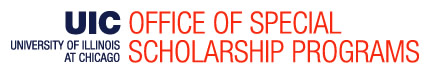 UIC
UNIVERSITY OF ILLINOIS
AT CHICAGO
OFFICE OF SPECIAL
SCHOLARSHIP PROGRAMS